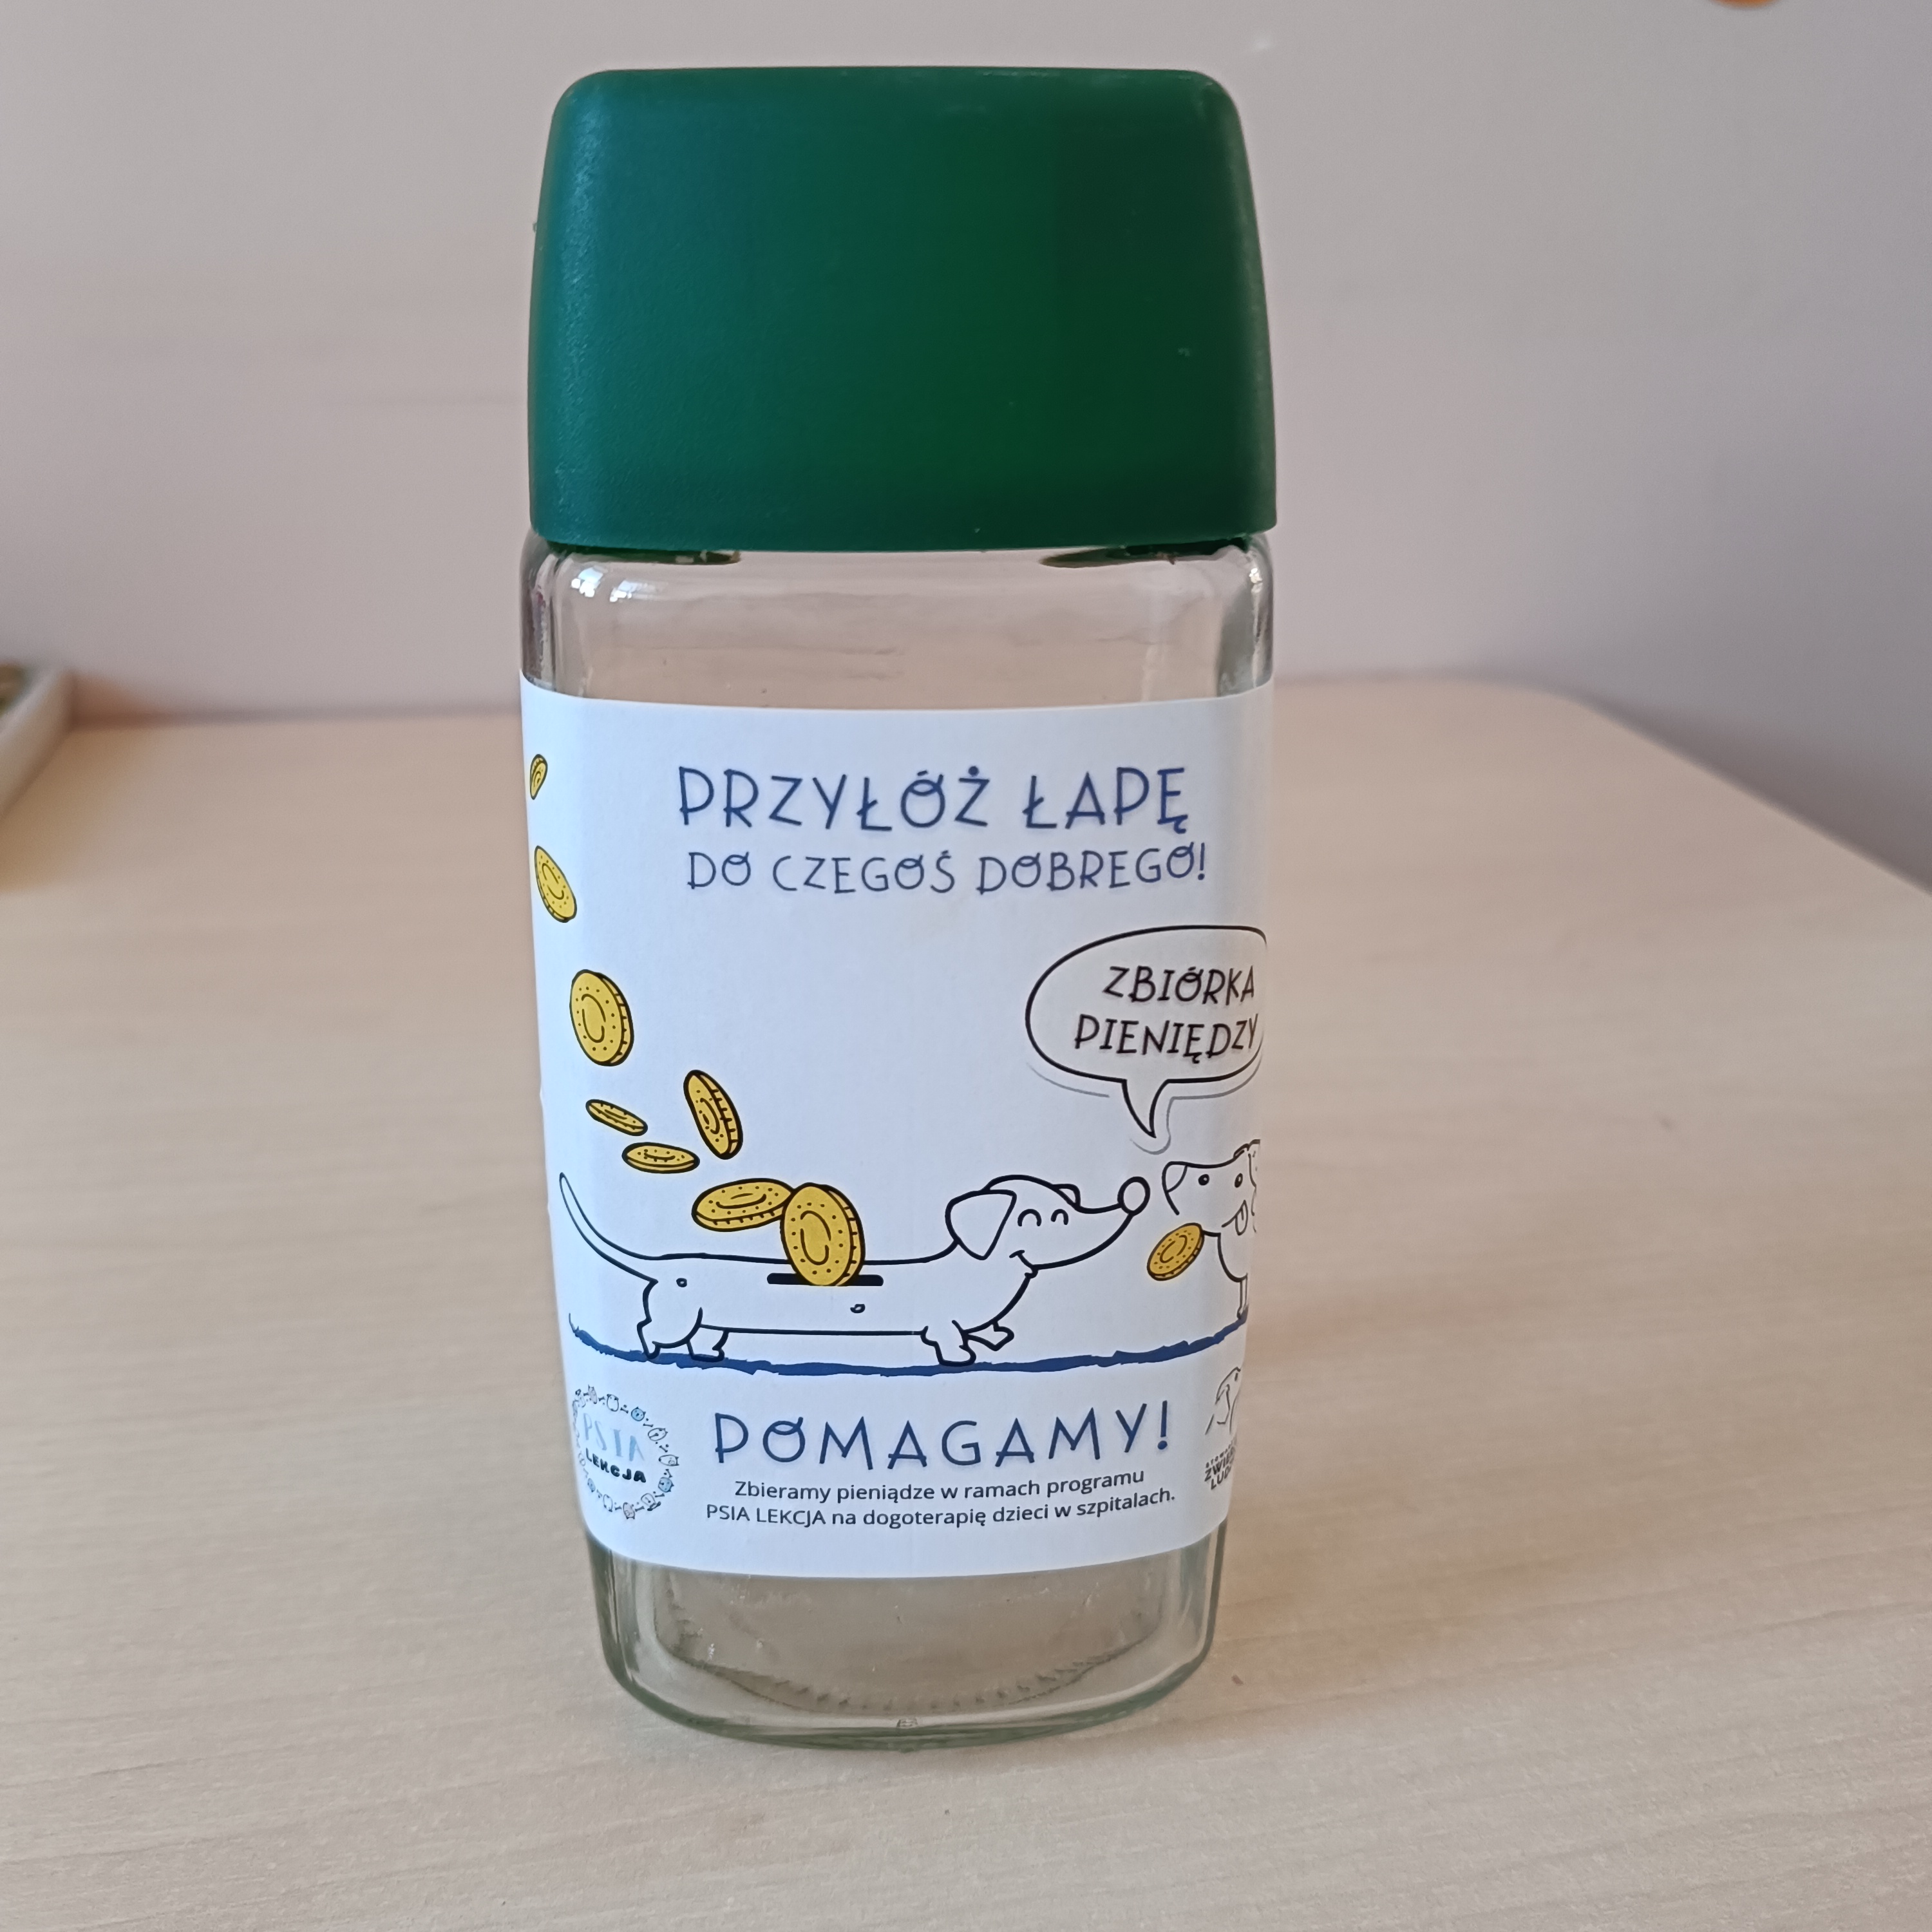 PRZYŁÓŻ ŁAPĘ
DO CZEGOŚ DOBREGO!
ZBIÓRKA
PIENIĘDZY
PSIA
LEKCJA
POMAGAMY!
Zbieramy pieniądze w ramach programu
PSIA LEKCJA na dogoterapię dzieci w szpitalach.